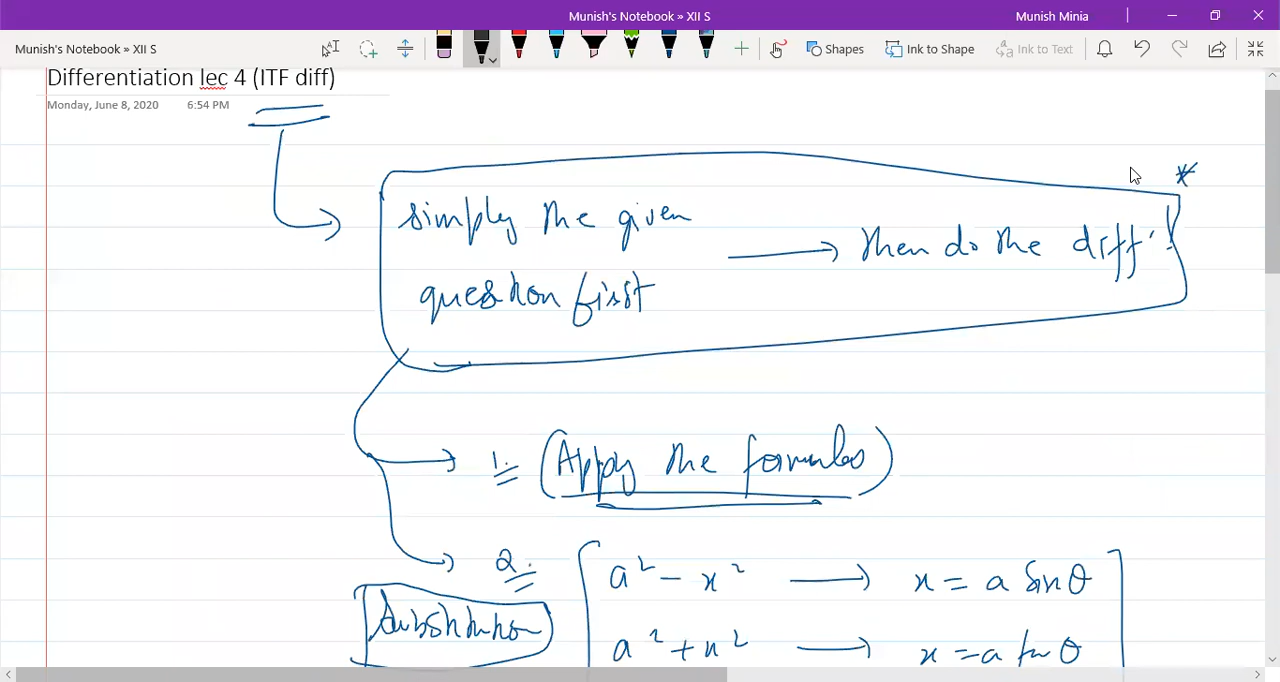 Munish's Notebook » XII S
Munish Minia
Munish's Notebook » XII S
Shapes
Ink to Shape
Ink to Text
Differentiation lec 4 (ITF diff)
Monday, June 8, 2020 6:54 PM
simply the given → then do the diff'!
question first
1. (Apply the formulas)
2. a² - x² → x = a sinθ
Substitution
a² + x² → x = a tanθ